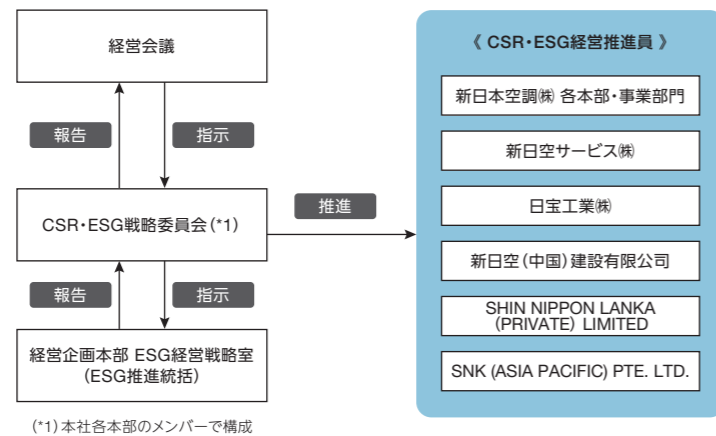 経営会議
報告
指示
CSR・ESG戦略委員会(*1)
報告
指示
経営企画本部 ESG経営戦略室
(ESG推進統括)
(*1)本社各本部のメンバーで構成
推進
《 CSR・ESG経営推進員 》
新日本空調㈱ 各本部・事業部門
新日空サービス㈱
日宝工業㈱
新日空(中国)建設有限公司
SHIN NIPPON LANKA
(PRIVATE) LIMITED
SNK (ASIA PACIFIC) PTE. LTD.